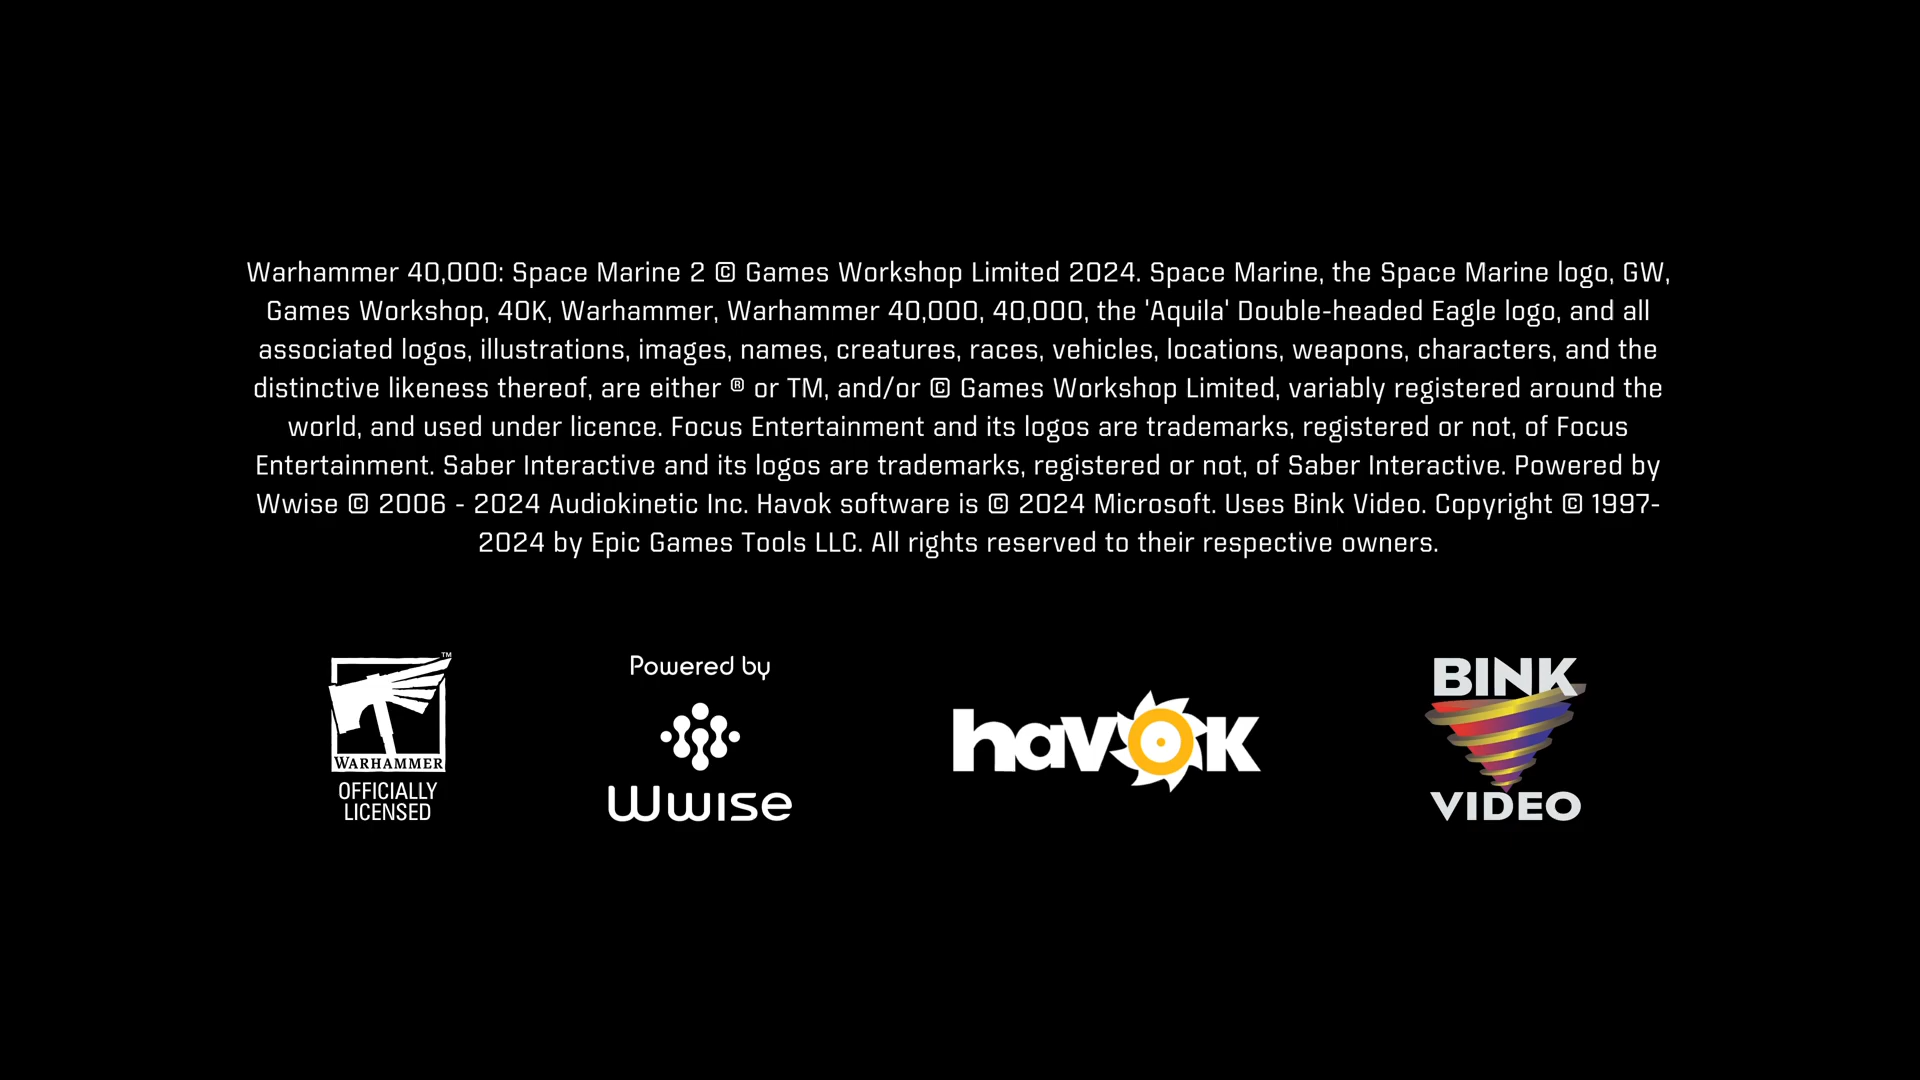 Warhammer 40,000: Space Marine 2 © Games Workshop Limited 2024. Space Marine, the Space Marine logo, GW,
Games Workshop, 40K, Warhammer, Warhammer 40,000, 40,000, the 'Aquila' Double-headed Eagle logo, and all
associated logos, illustrations, images, names, creatures, races, vehicles, locations, weapons, characters, and the
distinctive likeness thereof, are either ® or TM, and/or © Games Workshop Limited, variably registered around the
world, and used under licence. Focus Entertainment and its logos are trademarks, registered or not, of Focus
Entertainment. Saber Interactive and its logos are trademarks, registered or not, of Saber Interactive. Powered by
Wwise © 2006 - 2024 Audiokinetic Inc. Havok software is © 2024 Microsoft. Uses Bink Video. Copyright © 1997-
2024 by Epic Games Tools LLC. All rights reserved to their respective owners.
TM
WARHAMMER
OFFICIALLY
LICENSED
Powered by
Wwise
havok
BINK
VIDEO